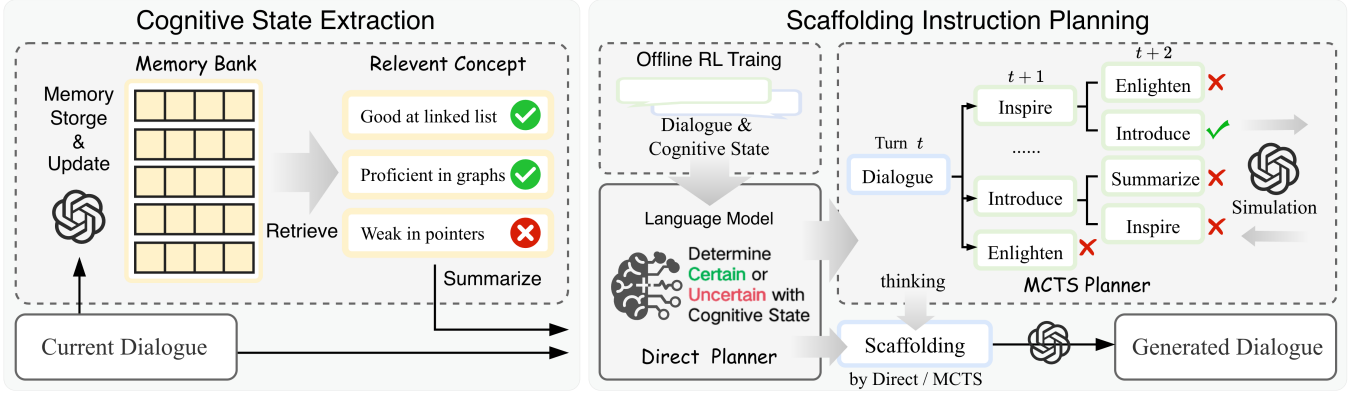 Cognitive State Extraction
Memory Bank
Relevent Concept
Memory
Storge
&
Update
Good at linked list
Proficient in graphs
Weak in pointers
Retrieve
Summarize
Current Dialogue
Scaffolding Instruction Planning
Offline RL Traing
Dialogue &
Cognitive State
Language Model
Determine
Certain or
Uncertain with
Cognitive State
Direct Planner
Turn t
Dialogue
t + 1
Inspire
......
Introduce
Enlighten
t + 2
Enlighten
Introduce
Summarize
Inspire
Simulation
MCTS Planner
thinking
Scaffolding
by Direct / MCTS
Generated Dialogue